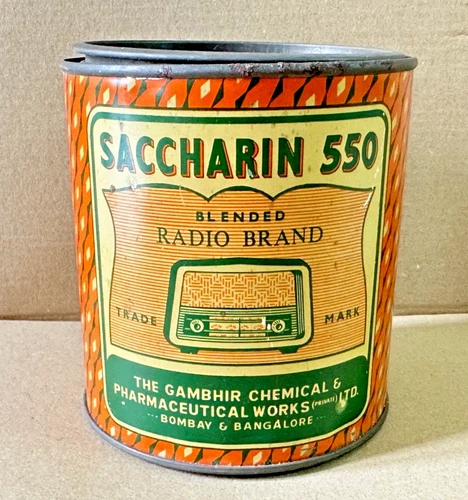 SACCHARIN 550
BLENDED
RADIO BRAND
TRADE MARK
THE GAMBHIR CHEMICAL &
PHARMACEUTICAL WORKS (PRIVATE) LTD.
BOMBAY & BANGALORE